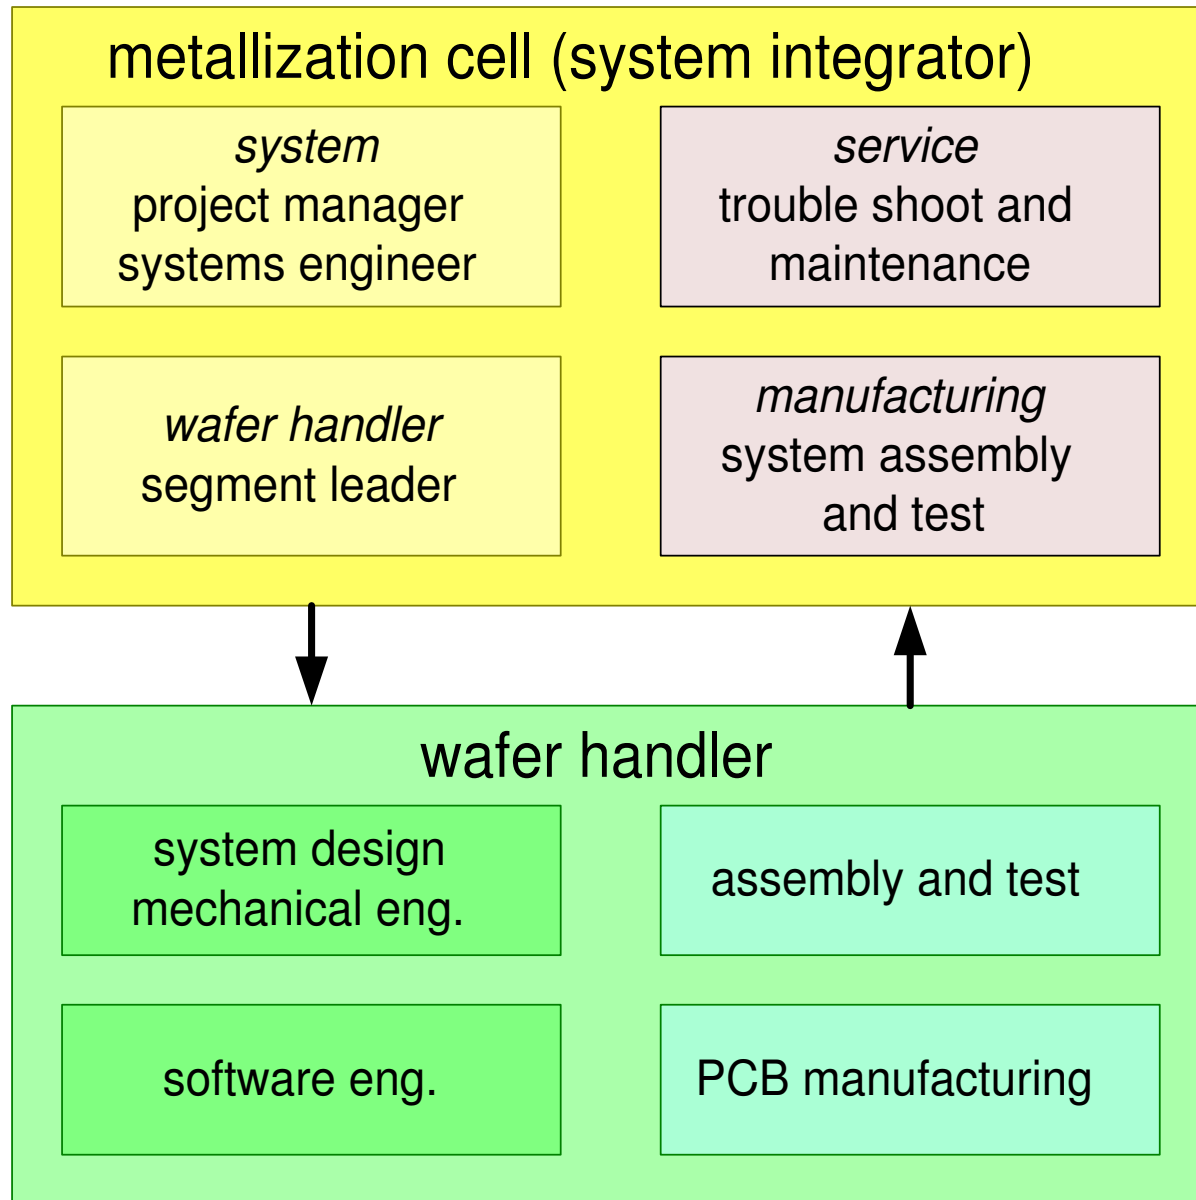 metallization cell (system integrator)
system
project manager
systems engineer
service
trouble shoot and
maintenance
wafer handler
segment leader
manufacturing
system assembly
and test
wafer handler
system design
mechanical eng.
assembly and test
software eng.
PCB manufacturing